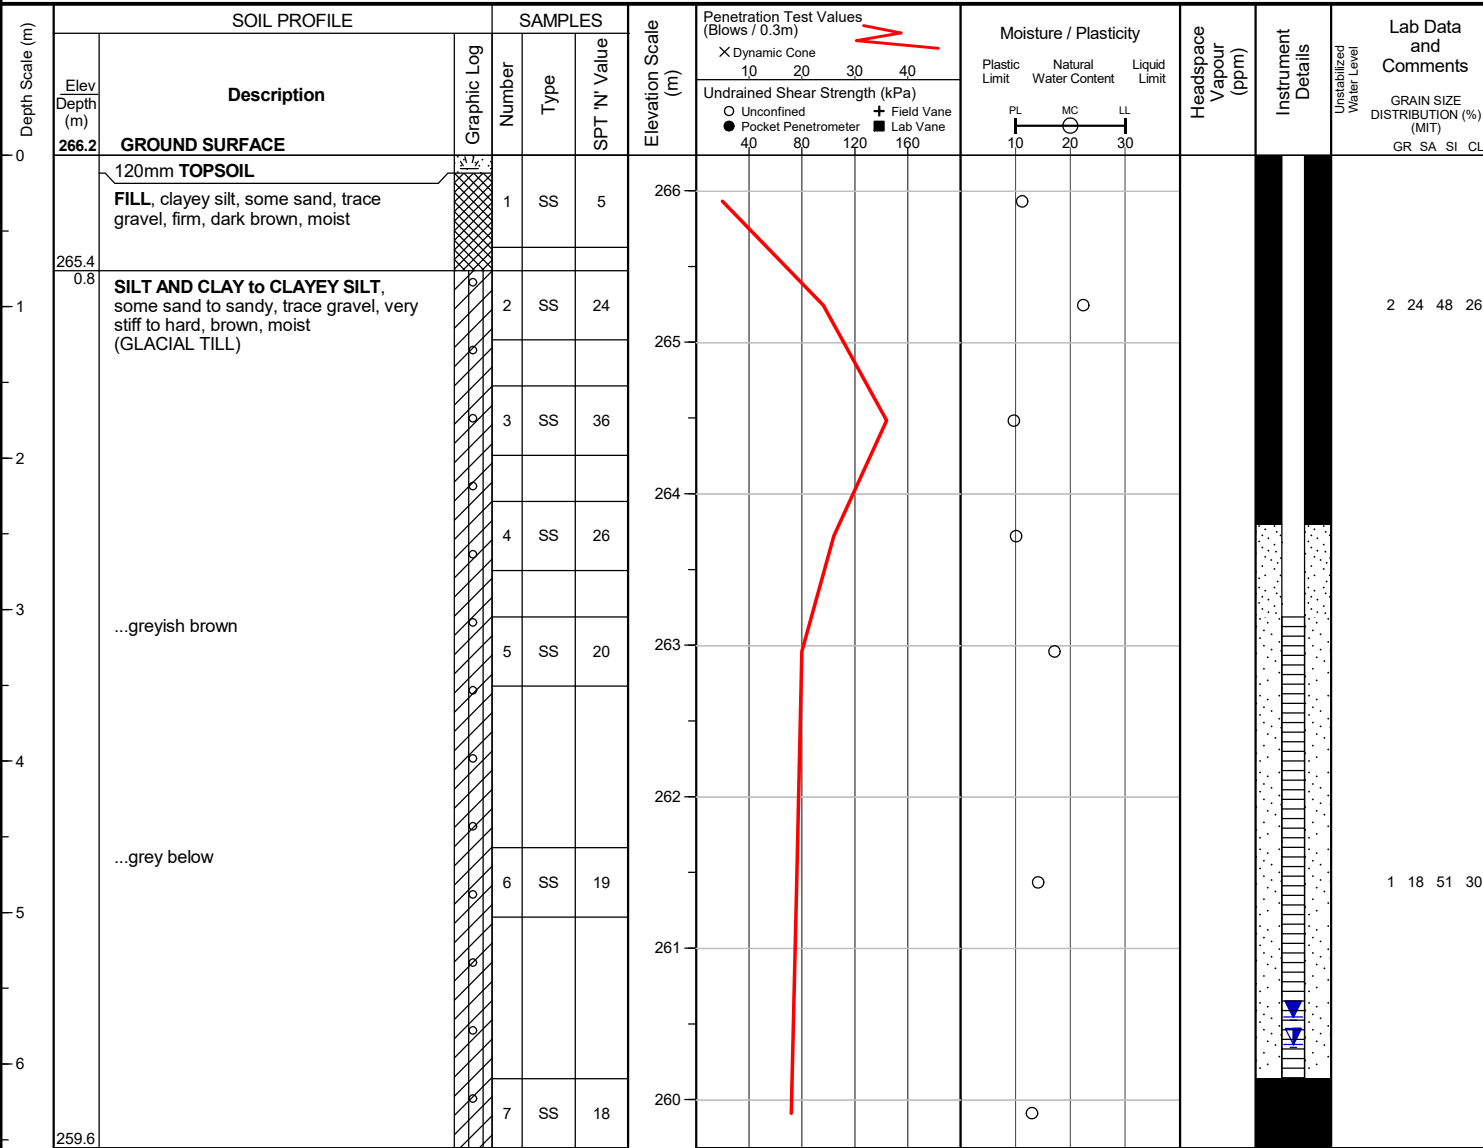 Depth Scale (m)
SOIL PROFILE
Elev
Depth
(m)
Description
Graphic Log
266.2 GROUND SURFACE
SAMPLES
Number
Type
SPT 'N' Value
Elevation Scale
(m)
Penetration Test Values
(Blows / 0.3m)
× Dynamic Cone
10 20 30 40
Undrained Shear Strength (kPa)
Unconfined
Field Vane
Pocket Penetrometer
Lab Vane
40 80 120 160
Moisture / Plasticity
Plastic
Limit
Natural
Water Content
Liquid
Limit
PL MC LL
10 20 30
Headspace
Vapour
(ppm)
Instrument
Details
Unstabilized
Water Level
Lab Data
and
Comments
GRAIN SIZE
DISTRIBUTION (%)
(MIT)
GR SA SI CL
0
120mm TOPSOIL
FILL, clayey silt, some sand, trace
gravel, firm, dark brown, moist
1 SS 5
266
265.4
0.8
SILT AND CLAY to CLAYEY SILT,
some sand to sandy, trace gravel, very
stiff to hard, brown, moist
(GLACIAL TILL)
1
2 SS 24
2 24 48 26
265
3 SS 36
2
264
4 SS 26
3
...greyish brown
5 SS 20
263
4
262
...grey below
6 SS 19
1 18 51 30
5
261
6
260
7 SS 18
259.6